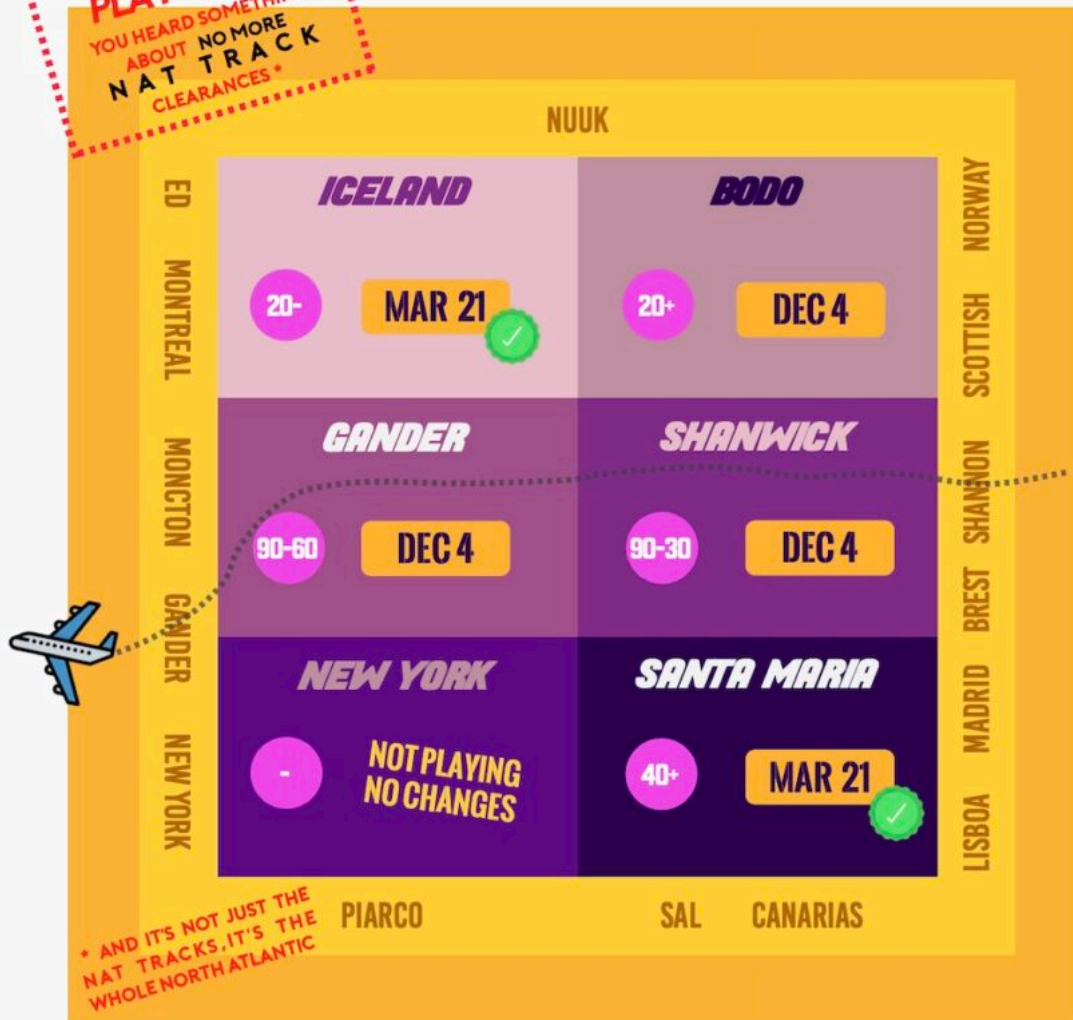 YOU HEARD
ABOUT NO MORE
NAT TRACK
CLEARANCES *
NUUK
ED
MONTREAL
MONCTON
GANDER
NEW YORK
ICELAND
20-
MAR 21
BODO
20+
DEC 4
GANDER
90-60
DEC 4
SHANWICK
90-30
DEC 4
NEW YORK
-
NOT PLAYING
NO CHANGES
SANTA MARIA
40+
MAR 21
NORWAY
SCOTTISH
SHANNON
BREST
MADRID
LISBOA
PIARCO
SAL
CANARIAS
* AND IT'S NOT JUST THE
NAT TRACKS, IT'S THE
WHOLE NORTH ATLANTIC